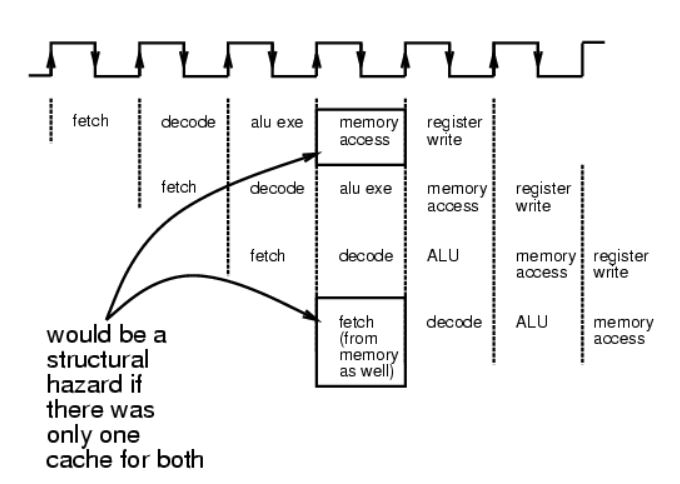 fetch decode alu exe memory access register write
fetch decode alu exe memory access register write
fetch decode ALU memory access register write
fetch (from memory as well) decode ALU memory access
would be a
structural
hazard if
there was
only one
cache for both